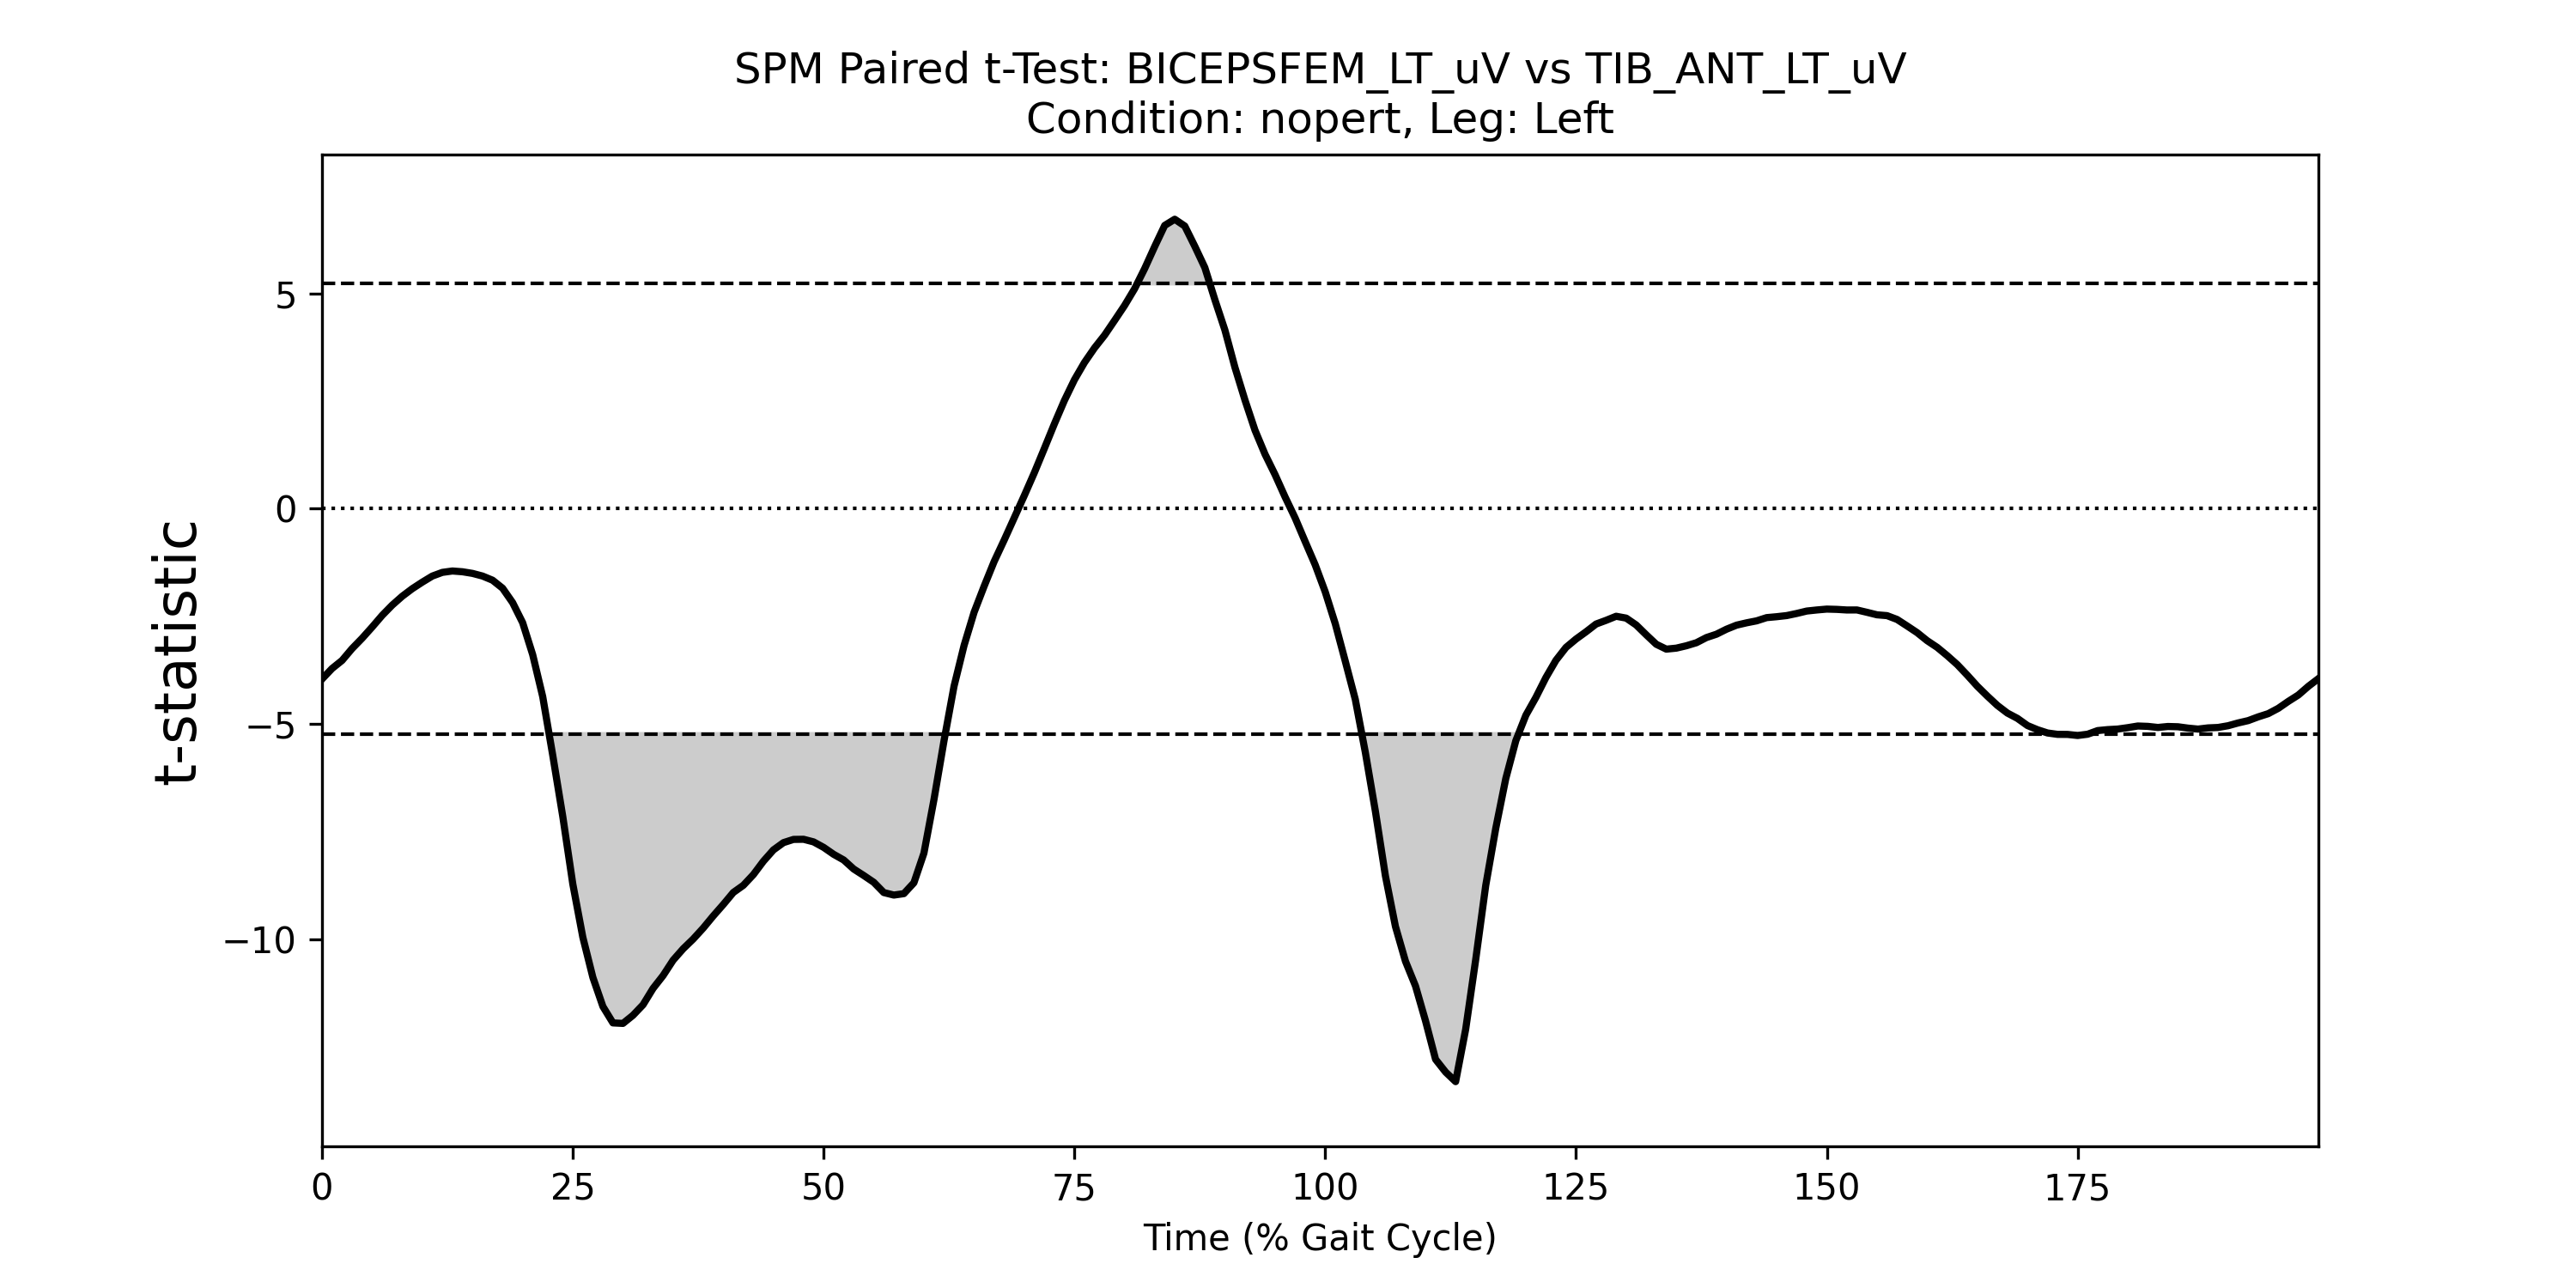 SPM Paired t-Test: BICEPSFEM_LT_uV vs TIB_ANT_LT_uV
Condition: nopert, Leg: Left
t-statistic
5
0
−5
−10
0 25 50 75 100 125 150 175
Time (% Gait Cycle)